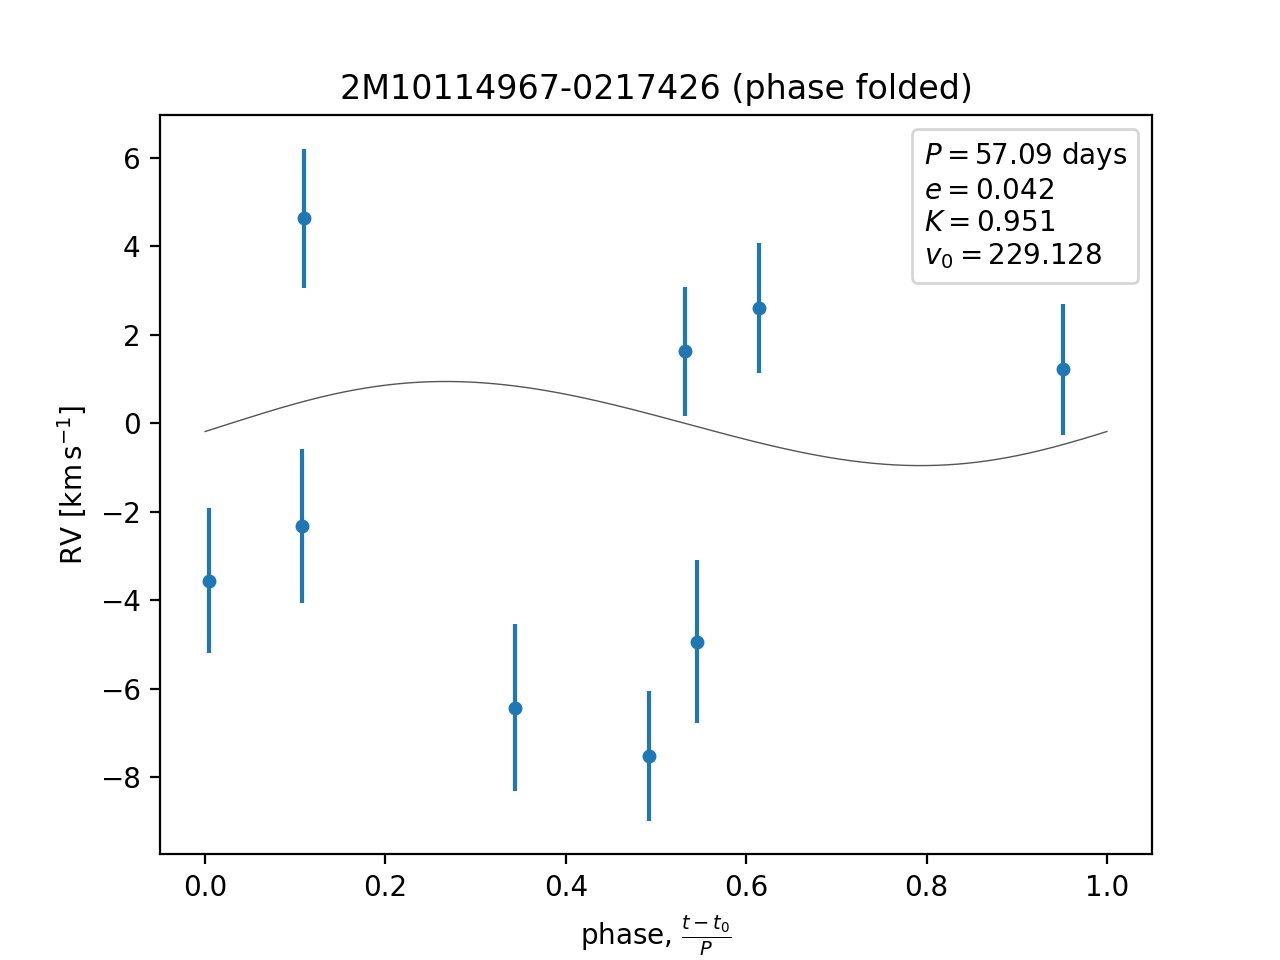 2M10114967-0217426 (phase folded)
P = 57.09 days
e = 0.042
K = 0.951
v₀ = 229.128
RV [km s⁻¹]
6
4
2
0
−2
−4
−6
−8
0.0 0.2 0.4 0.6 0.8 1.0
phase, (t − t₀)/P